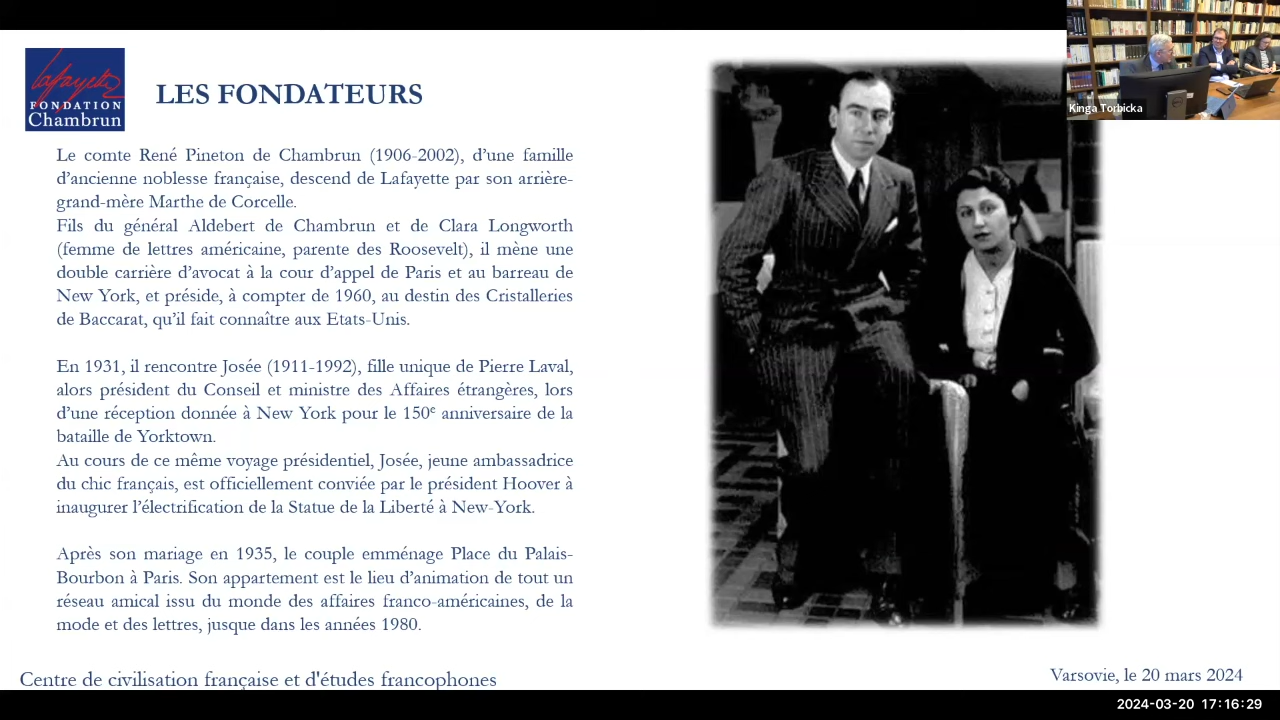 lafayette
FONDATION
Chambrun
LES FONDATEURS
Kinga Torbicka
Le comte René Pineton de Chambrun (1906-2002), d’une famille
d’ancienne noblesse française, descend de Lafayette par son arrière-
grand-mère Marthe de Corcelle.
Fils du général Aldebert de Chambrun et de Clara Longworth
(femme de lettres américaine, parente des Roosevelt), il mène une
double carrière d’avocat à la cour d’appel de Paris et au barreau de
New York, et préside, à compter de 1960, au destin des Cristalleries
de Baccarat, qu’il fait connaître aux Etats-Unis.
En 1931, il rencontre Josée (1911-1992), fille unique de Pierre Laval,
alors président du Conseil et ministre des Affaires étrangères, lors
d’une réception donnée à New York pour le 150e anniversaire de la
bataille de Yorktown.
Au cours de ce même voyage présidentiel, Josée, jeune ambassadrice
du chic français, est officiellement conviée par le président Hoover à
inaugurer l’électrification de la Statue de la Liberté à New-York.
Après son mariage en 1935, le couple emménage Place du Palais-
Bourbon à Paris. Son appartement est le lieu d’animation de tout un
réseau amical issu du monde des affaires franco-américaines, de la
mode et des lettres, jusque dans les années 1980.
Centre de civilisation française et d'études francophones
Varsovie, le 20 mars 2024
2024-03-20 17:16:29